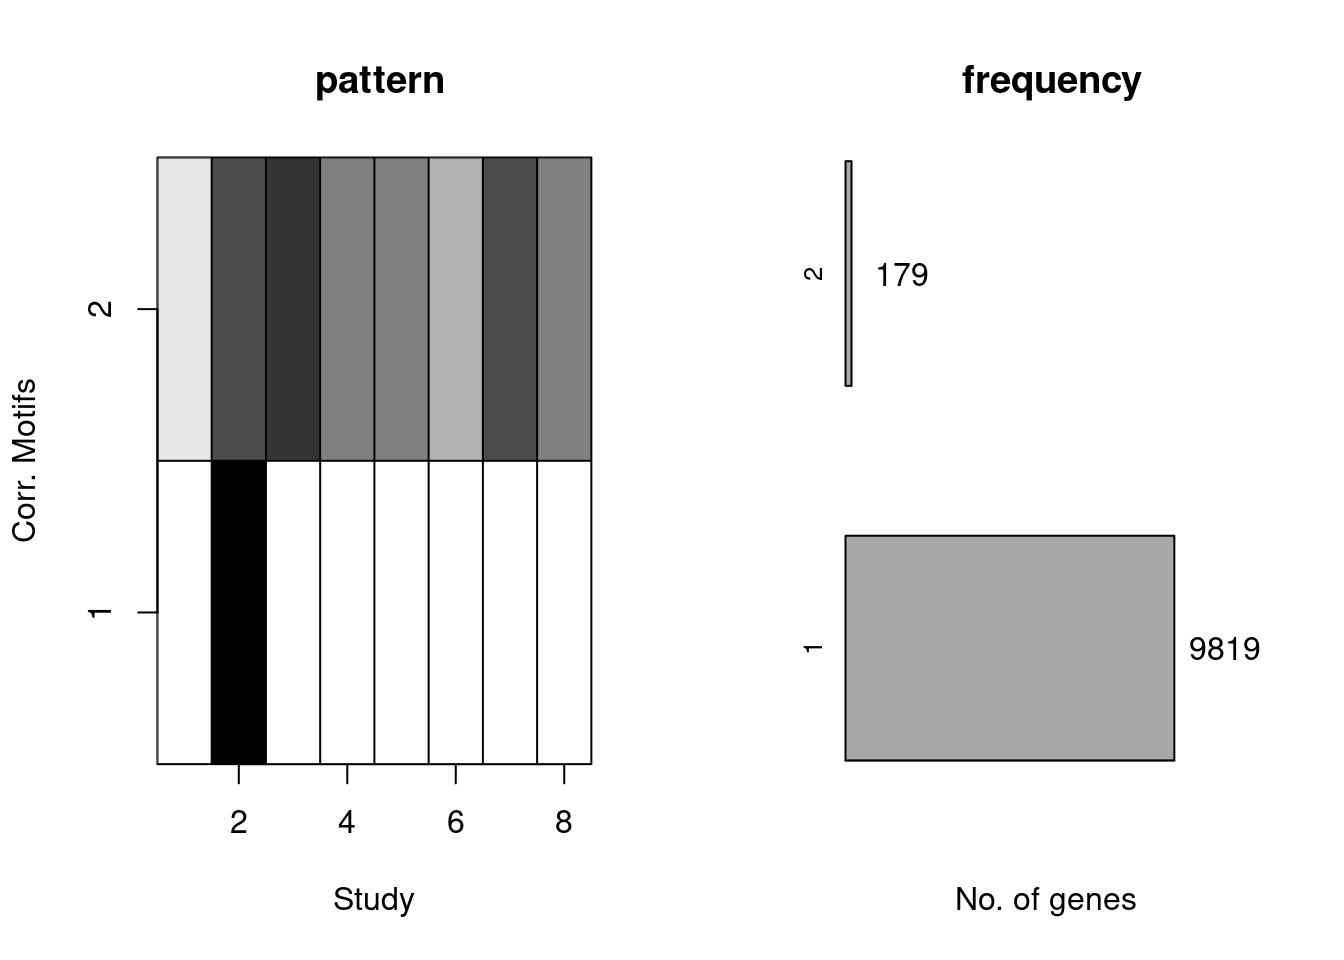 pattern
Corr. Motifs
2
1
2
4
6
8
Study
frequency
2
179
1
9819
No. of genes